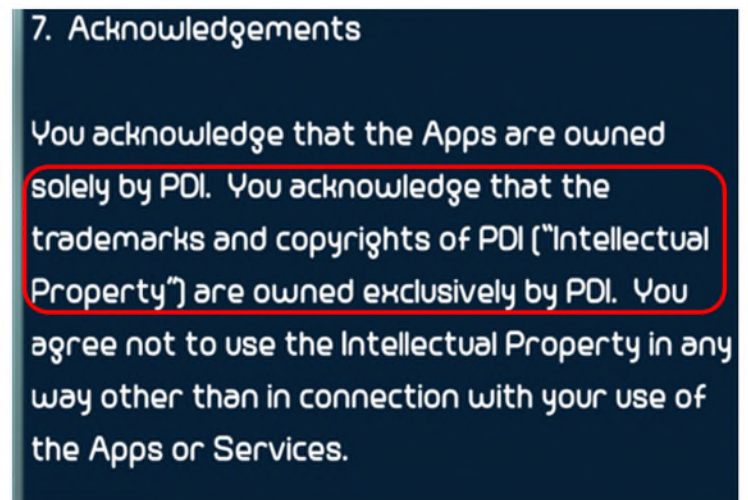 7. Acknowledgements
You acknowledge that the Apps are owned
solely by PDI. You acknowledge that the
trademarks and copyrights of PDI ("Intellectual
Property") are owned exclusively by PDI. You
agree not to use the Intellectual Property in any
way other than in connection with your use of
the Apps or Services.